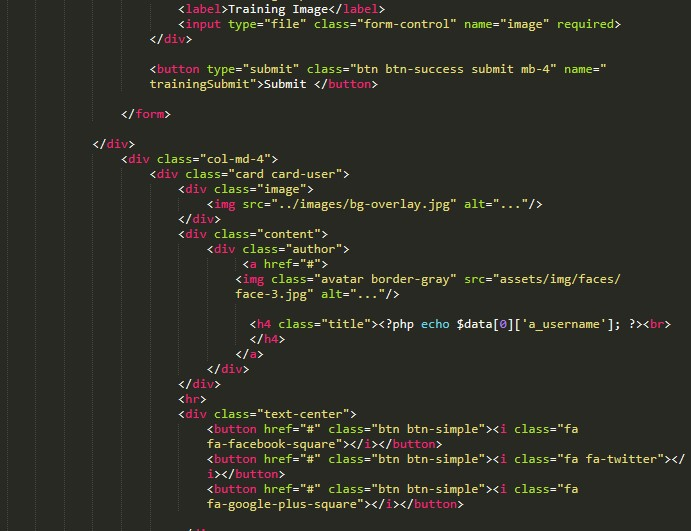 <label>Training Image</label>
<input type="file" class="form-control" name="image" required>
</div>
<button type="submit" class="btn btn-success submit mb-4" name="
trainingSubmit">Submit </button>
</form>
</div>
<div class="col-md-4">
<div class="card card-user">
<div class="image">
<img src="../images/bg-overlay.jpg" alt="..."/>
</div>
<div class="content">
<div class="author">
<a href="#">
<img class="avatar border-gray" src="assets/img/faces/
face-3.jpg" alt="..."/>
<h4 class="title"><?php echo $data[0]['a_username']; ?><br>
</h4>
</a>
</div>
</div>
<hr>
<div class="text-center">
<button href="#" class="btn btn-simple"><i class="fa
fa-facebook-square"></i></button>
<button href="#" class="btn btn-simple"><i class="fa fa-twitter"></
i></button>
<button href="#" class="btn btn-simple"><i class="fa
fa-google-plus-square"></i></button>